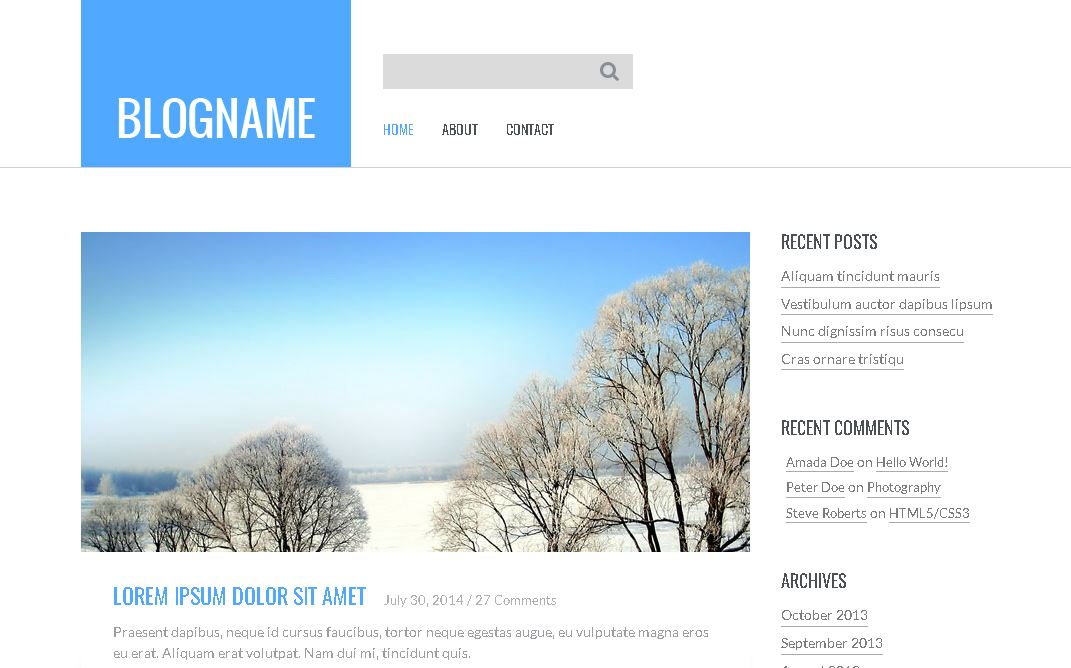 BLOGNAME
HOME ABOUT CONTACT
LOREM IPSUM DOLOR SIT AMET July 30, 2014 / 27 Comments
Praesent dapibus, neque id cursus faucibus, tortor neque egestas augue, eu vulputate magna eros
eu erat. Aliquam erat volutpat. Nam dui mi, tincidunt quis.
RECENT POSTS
Aliquam tincidunt mauris
Vestibulum auctor dapibus lipsum
Nunc dignissim risus consecu
Cras ornare tristiqu
RECENT COMMENTS
Amada Doe on Hello World!
Peter Doe on Photography
Steve Roberts on HTML5/CSS3
ARCHIVES
October 2013
September 2013